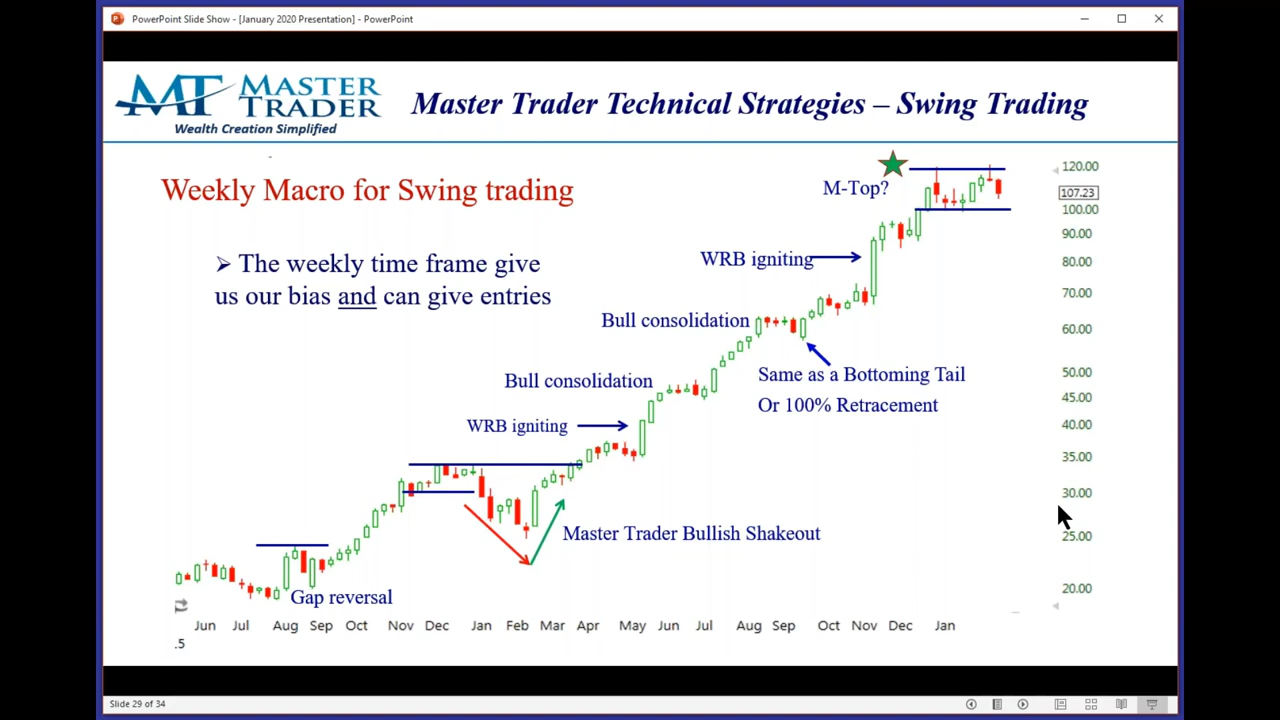 PowerPoint Slide Show - [January 2020 Presentation] - PowerPoint
MT MASTER TRADER
Wealth Creation Simplified
Master Trader Technical Strategies – Swing Trading
Weekly Macro for Swing trading
➢ The weekly time frame give
us our bias and can give entries
M-Top?
WRB igniting
Bull consolidation
Same as a Bottoming Tail
Or 100% Retracement
Bull consolidation
WRB igniting
Master Trader Bullish Shakeout
Gap reversal
120.00
107.23
100.00
90.00
80.00
70.00
60.00
50.00
45.00
40.00
35.00
30.00
25.00
20.00
Jun Jul Aug Sep Oct Nov Dec Jan Feb Mar Apr May Jun Jul Aug Sep Oct Nov Dec Jan
.5
Slide 29 of 34